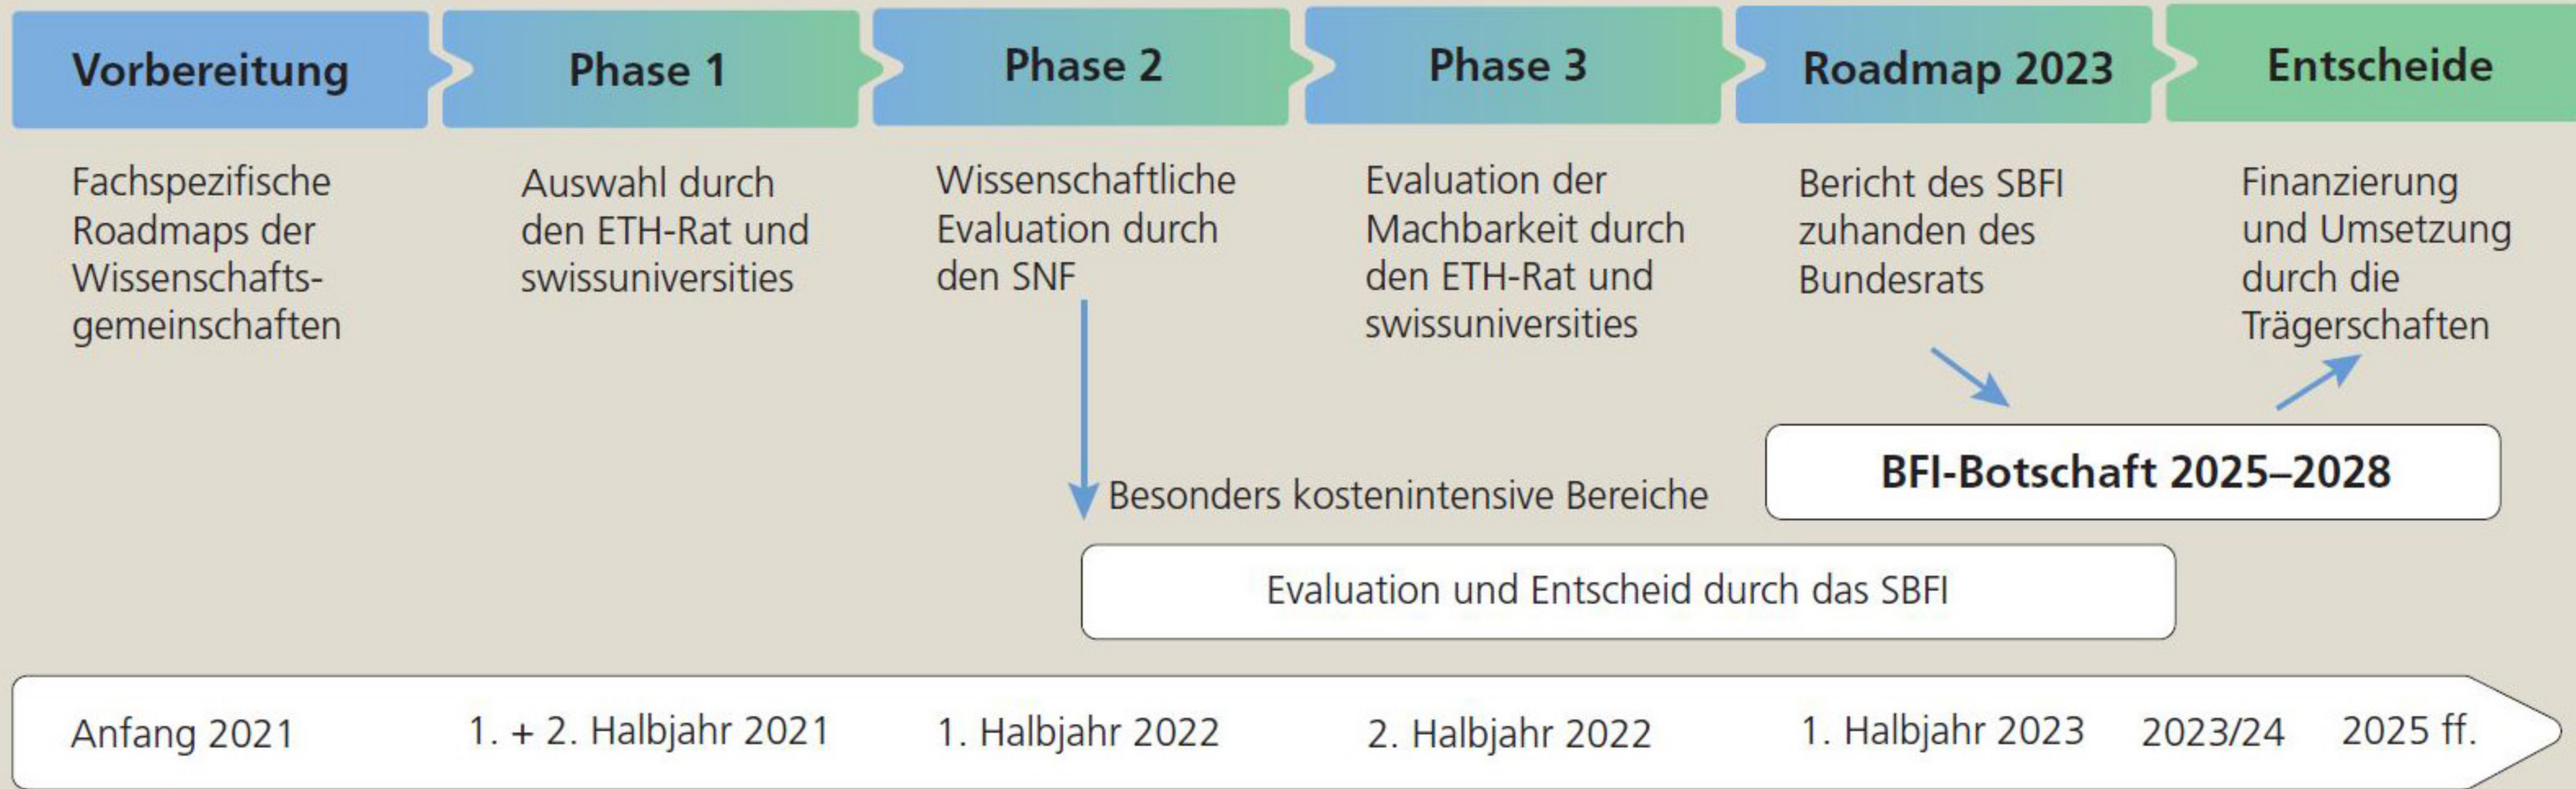 Vorbereitung
Phase 1
Phase 2
Phase 3
Roadmap 2023
Entscheide
Fachspezifische
Roadmaps der
Wissenschafts-
gemeinschaften
Auswahl durch
den ETH-Rat und
swissuniversities
Wissenschaftliche
Evaluation durch
den SNF
Evaluation der
Machbarkeit durch
den ETH-Rat und
swissuniversities
Bericht des SBFI
zuhanden des
Bundesrats
Finanzierung
und Umsetzung
durch die
Trägerschaften
Besonders kostenintensive Bereiche
BFI-Botschaft 2025–2028
Evaluation und Entscheid durch das SBFI
Anfang 2021
1. + 2. Halbjahr 2021
1. Halbjahr 2022
2. Halbjahr 2022
1. Halbjahr 2023
2023/24
2025 ff.